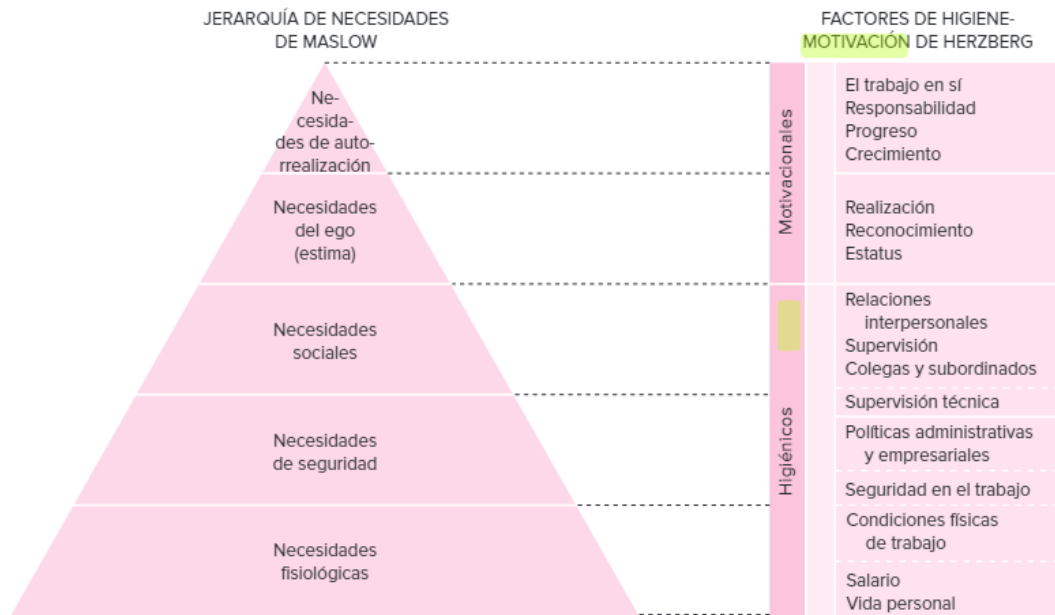 JERARQUÍA DE NECESIDADES
DE MASLOW
Ne-
cesida-
des de auto-
rrealización
Necesidades
del ego
(estima)
Necesidades
sociales
Necesidades
de seguridad
Necesidades
fisiológicas
FACTORES DE HIGIENE-
MOTIVACIÓN DE HERZBERG
Motivacionales
El trabajo en sí
Responsabilidad
Progreso
Crecimiento
Realización
Reconocimiento
Estatus
Higiénicos
Relaciones
interpersonales
Supervisión
Colegas y subordinados
Supervisión técnica
Políticas administrativas
y empresariales
Seguridad en el trabajo
Condiciones físicas
de trabajo
Salario
Vida personal